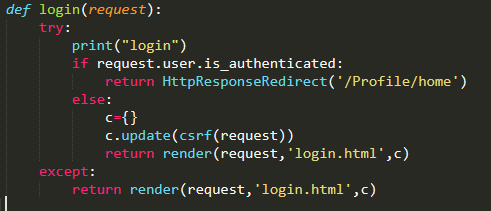 def login(request):
    try:
        print("login")
        if request.user.is_authenticated:
            return HttpResponseRedirect('/Profile/home')
        else:
            c={}
            c.update(csrf(request))
            return render(request,'login.html',c)
    except:
        return render(request,'login.html',c)